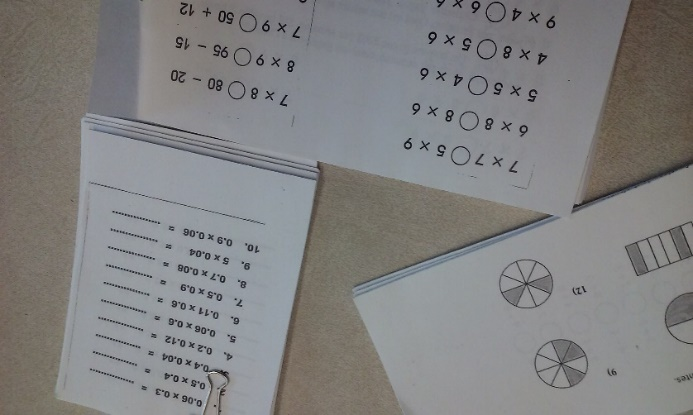 9)
12)
0.06 x 0.3 =
0.5 x 0.4 =
0.4 x 0.04 =
4. 0.2 x 0.12 =
5. 0.06 x 0.6 =
6. 0.11 x 0.6 =
7. 0.5 x 0.9 =
8. 0.7 x 0.08 =
9. 5 x 0.04 =
10. 0.9 x 0.06 =
7 × 7 ○ 5 × 9
6 × 8 ○ 8 × 6
5 × 5 ○ 4 × 6
4 × 8 ○ 5 × 6
9 × 4 ○ 6 × 6
7 × 8 ○ 80 − 20
8 × 9 ○ 95 − 15
7 × 9 ○ 50 + 12